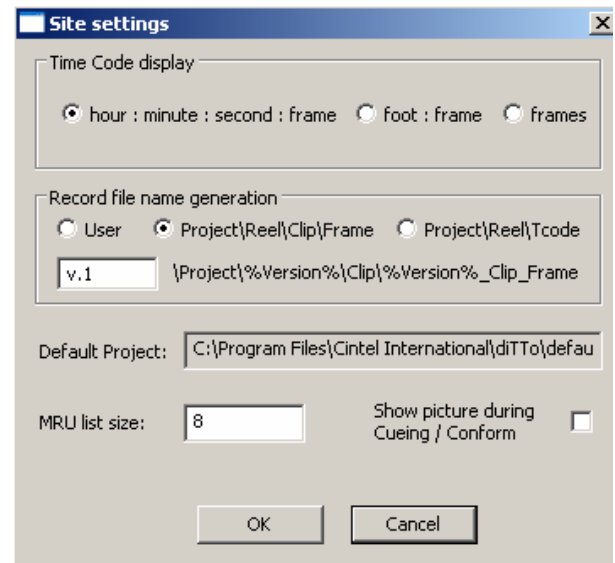 Site settings
Time Code display
hour : minute : second : frame foot : frame frames
Record file name generation
User Project\Reel\Clip\Frame Project\Reel\Tcode
v.1 \Project\%Version%\Clip\%Version%_Clip_Frame
Default Project: C:\Program Files\Cintel International\diTTo\defau
MRU list size: 8 Show picture during
Cueing / Conform
OK Cancel